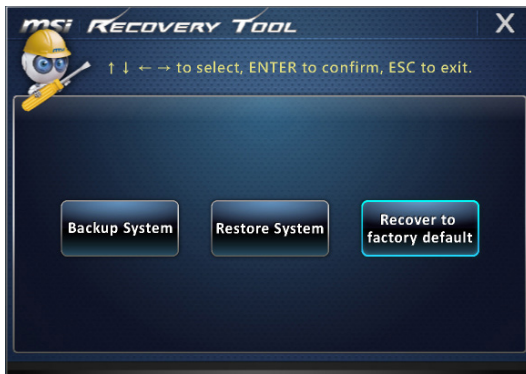 msi RECOVERY TOOL
X
↑ ↓ ← → to select, ENTER to confirm, ESC to exit.
Backup System
Restore System
Recover to
factory default